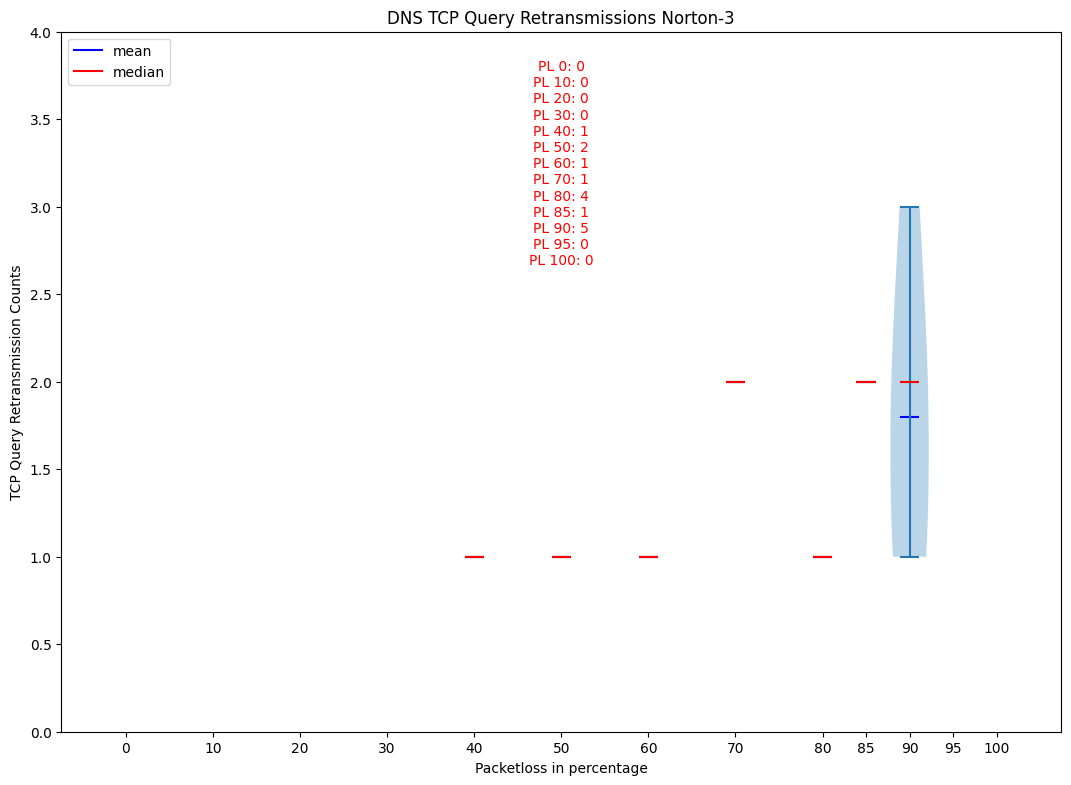 DNS TCP Query Retransmissions Norton-3
mean
median
PL 0: 0
PL 10: 0
PL 20: 0
PL 30: 0
PL 40: 1
PL 50: 2
PL 60: 1
PL 70: 1
PL 80: 4
PL 85: 1
PL 90: 5
PL 95: 0
PL 100: 0
TCP Query Retransmission Counts
4.0
3.5
3.0
2.5
2.0
1.5
1.0
0.5
0.0
0 10 20 30 40 50 60 70 80 85 90 95 100
Packetloss in percentage